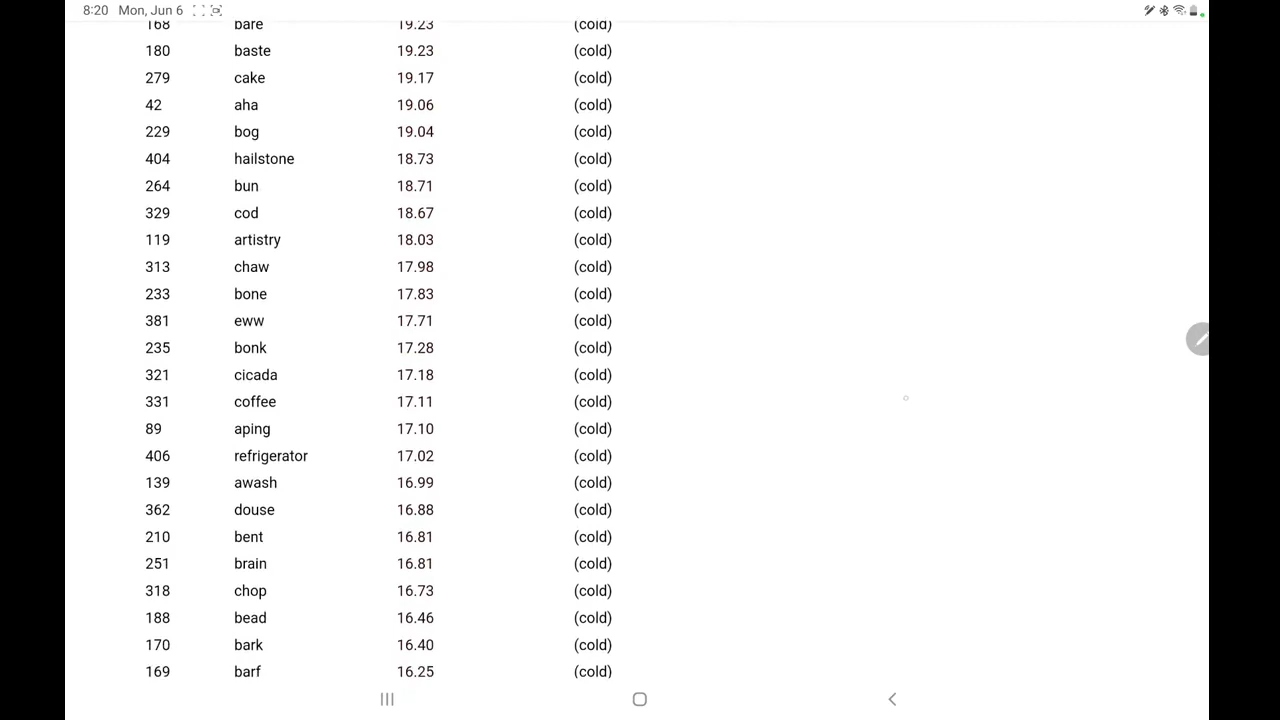 8:20 Mon, Jun 6
168 bare 19.23 (cold)
180 baste 19.23 (cold)
279 cake 19.17 (cold)
42 aha 19.06 (cold)
229 bog 19.04 (cold)
404 hailstone 18.73 (cold)
264 bun 18.71 (cold)
329 cod 18.67 (cold)
119 artistry 18.03 (cold)
313 chaw 17.98 (cold)
233 bone 17.83 (cold)
381 eww 17.71 (cold)
235 bonk 17.28 (cold)
321 cicada 17.18 (cold)
331 coffee 17.11 (cold)
89 aping 17.10 (cold)
406 refrigerator 17.02 (cold)
139 awash 16.99 (cold)
362 douse 16.88 (cold)
210 bent 16.81 (cold)
251 brain 16.81 (cold)
318 chop 16.73 (cold)
188 bead 16.46 (cold)
170 bark 16.40 (cold)
169 barf 16.25 (cold)